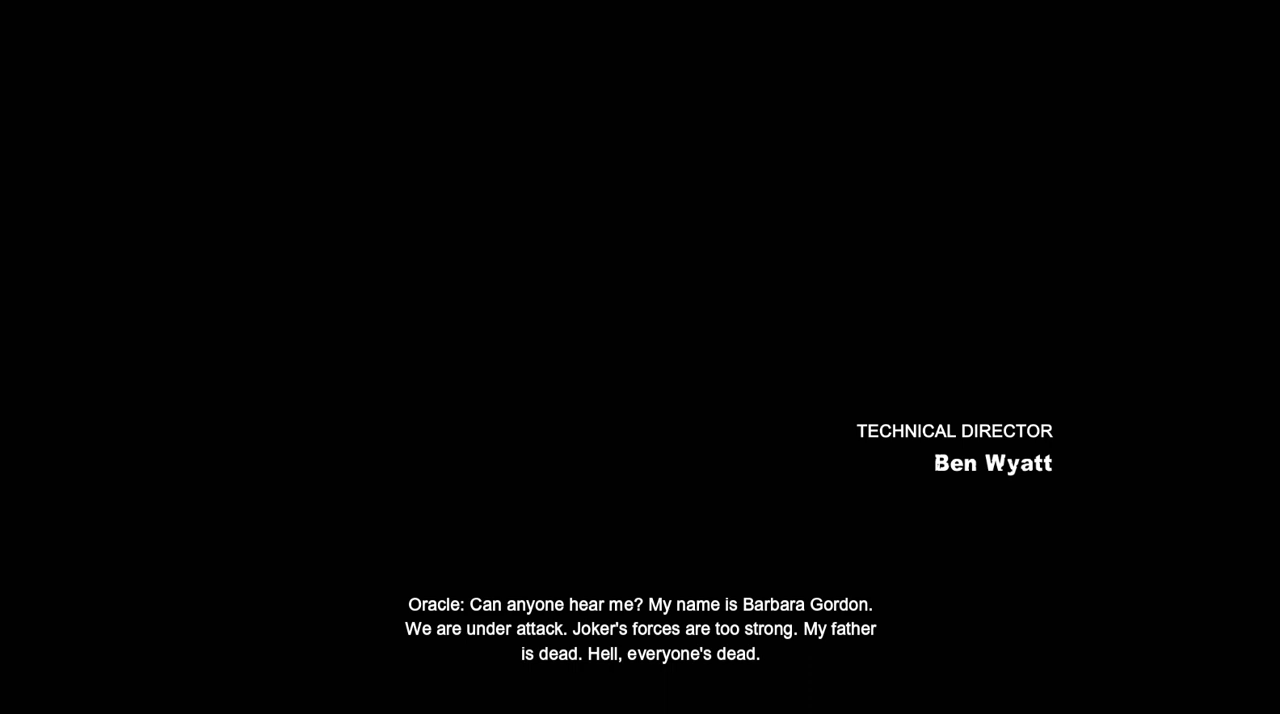 TECHNICAL DIRECTOR
Ben Wyatt
Oracle: Can anyone hear me? My name is Barbara Gordon.
We are under attack. Joker's forces are too strong. My father
is dead. Hell, everyone's dead.